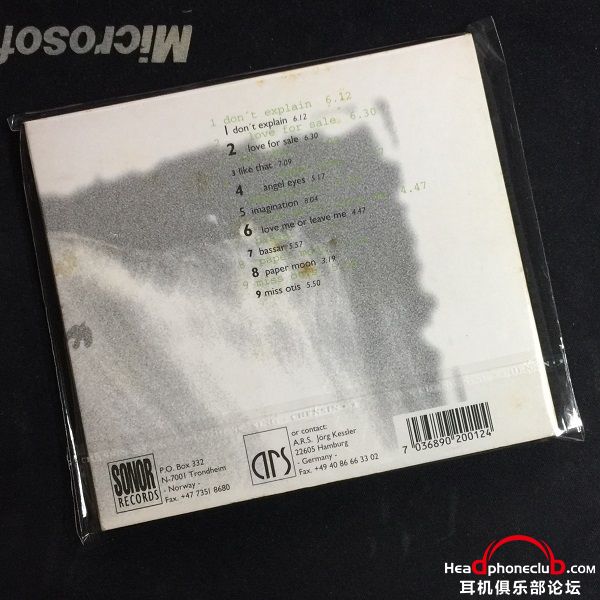 Microsof
1 don't explain 6.12
love for sale 6.30
1 don't explain 6.12
2 love for sale 6.30
3 like that 7.09
4 angel eyes 5.17
5 imagination 8.04
4.47
6 love me or leave me 4.47
7 bassar 5.57
8 paper moon 3.19
9 miss otis 5.50
SONOR
RECORDS
P.O. Box 332
N-7001 Trondheim
- Norway -
Fax. +47 7351 8680
ars
or contact:
A.R.S. Jörg Kessler
22605 Hamburg
- Germany -
Fax. +49 40 86 66 33 02
7 036890 200124
Headphoneclub.com
耳机俱乐部论坛